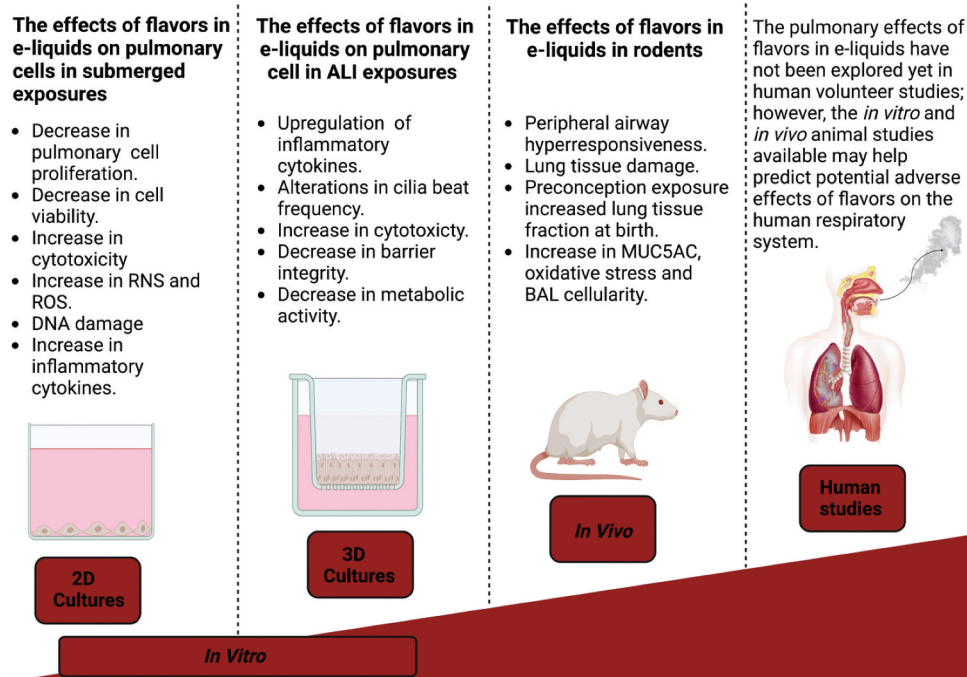 The effects of flavors in
e-liquids on pulmonary
cells in submerged
exposures
• Decrease in
pulmonary cell
proliferation.
• Decrease in cell
viability.
• Increase in
cytotoxicity
• Increase in RNS and
ROS.
• DNA damage
• Increase in
inflammatory
cytokines.
2D
Cultures
The effects of flavors in
e-liquids on pulmonary
cell in ALI exposures
• Upregulation of
inflammatory
cytokines.
• Alterations in cilia beat
frequency.
• Increase in cytotoxicty.
• Decrease in barrier
integrity.
• Decrease in metabolic
activity.
3D
Cultures
In Vitro
The effects of flavors in
e-liquids in rodents
• Peripheral airway
hyperresponsiveness.
• Lung tissue damage.
• Preconception exposure
increased lung tissue
fraction at birth.
• Increase in MUC5AC,
oxidative stress and
BAL cellularity.
In Vivo
The pulmonary effects of
flavors in e-liquids have
not been explored yet in
human volunteer studies;
however, the in vitro and
in vivo animal studies
available may help
predict potential adverse
effects of flavors on the
human respiratory
system.
Human
studies